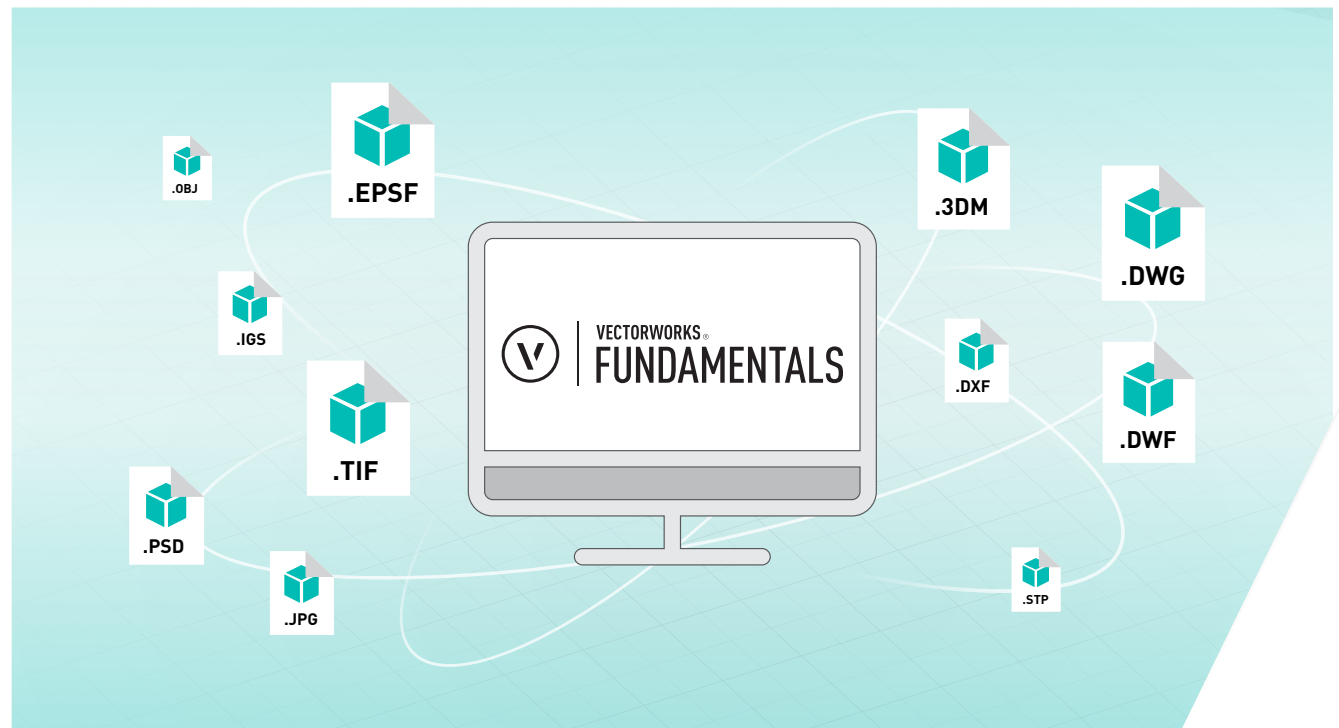 .OBJ
.EPSF
.3DM
.DWG
.IGS
VECTORWORKS®
FUNDAMENTALS
.DXF
.DWF
.TIF
.PSD
.JPG
.STP